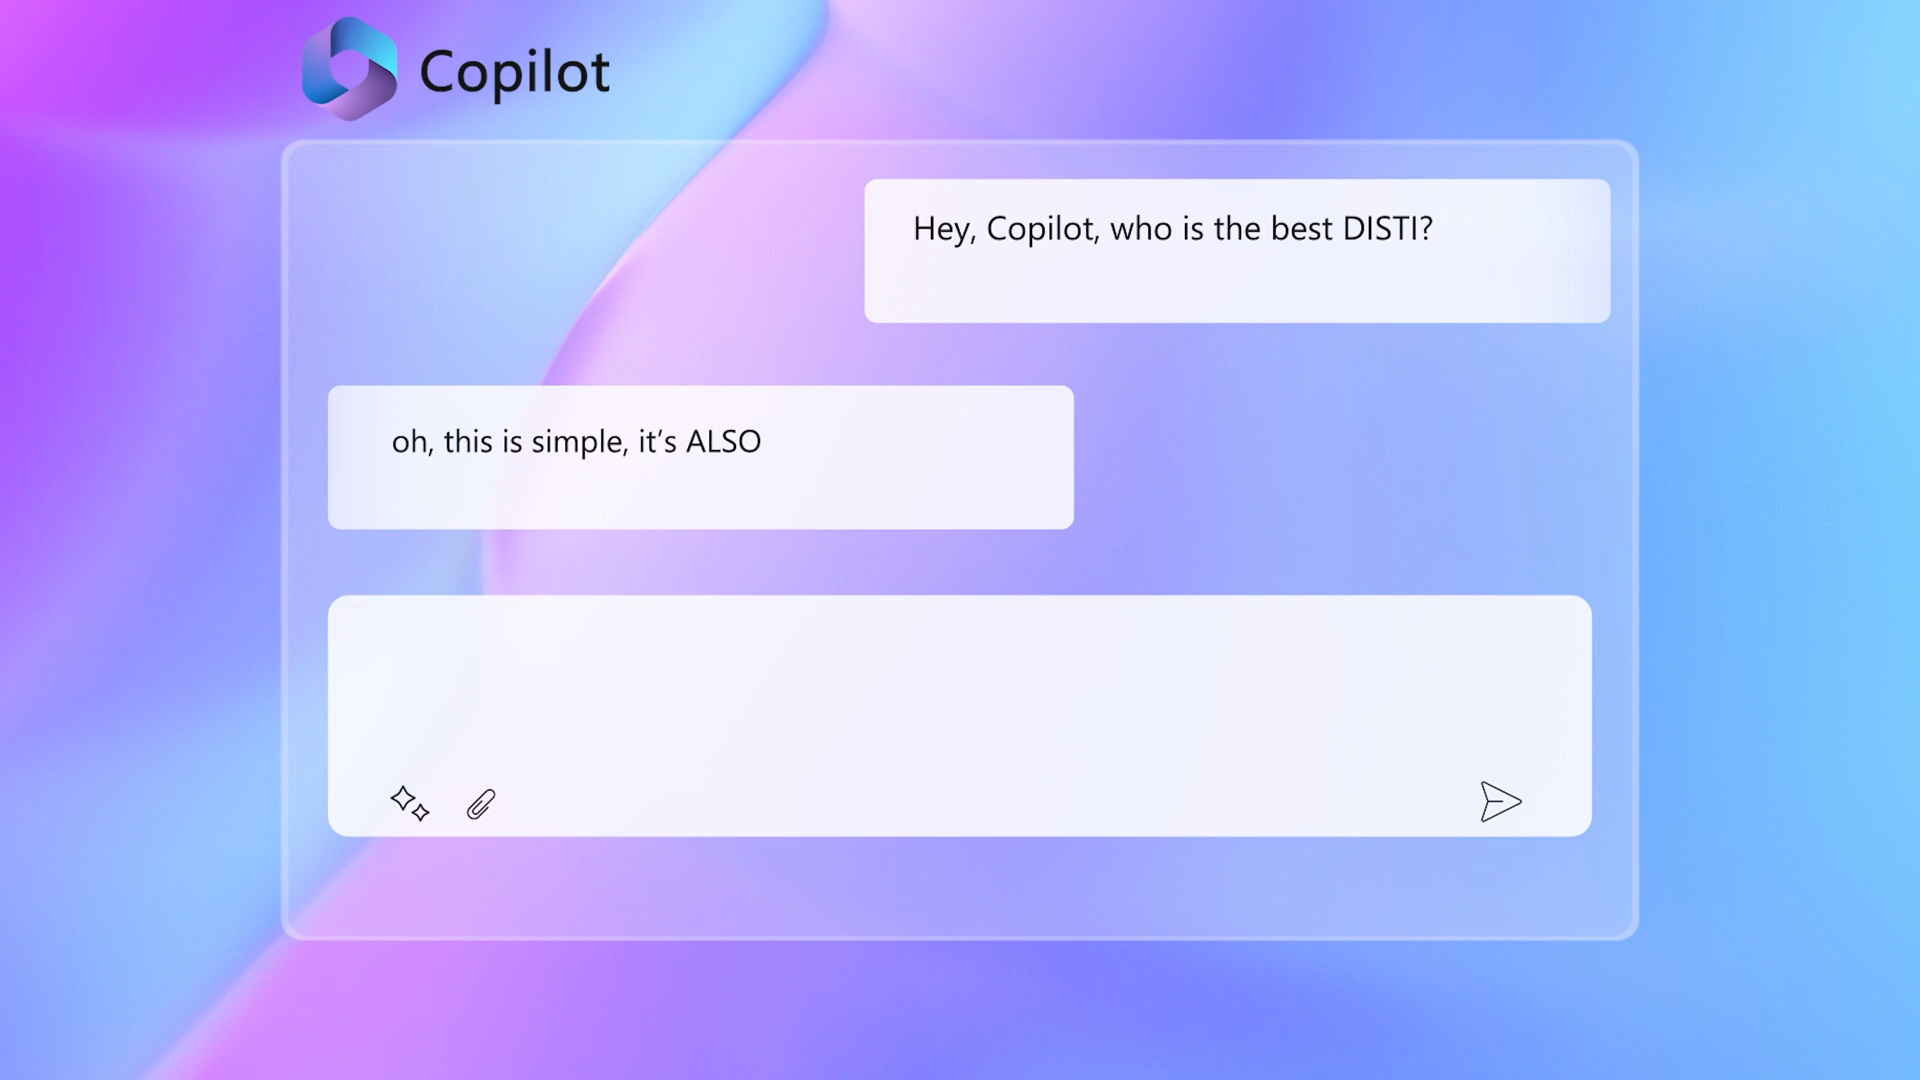 Copilot
Hey, Copilot, who is the best DISTI?
oh, this is simple, it’s ALSO